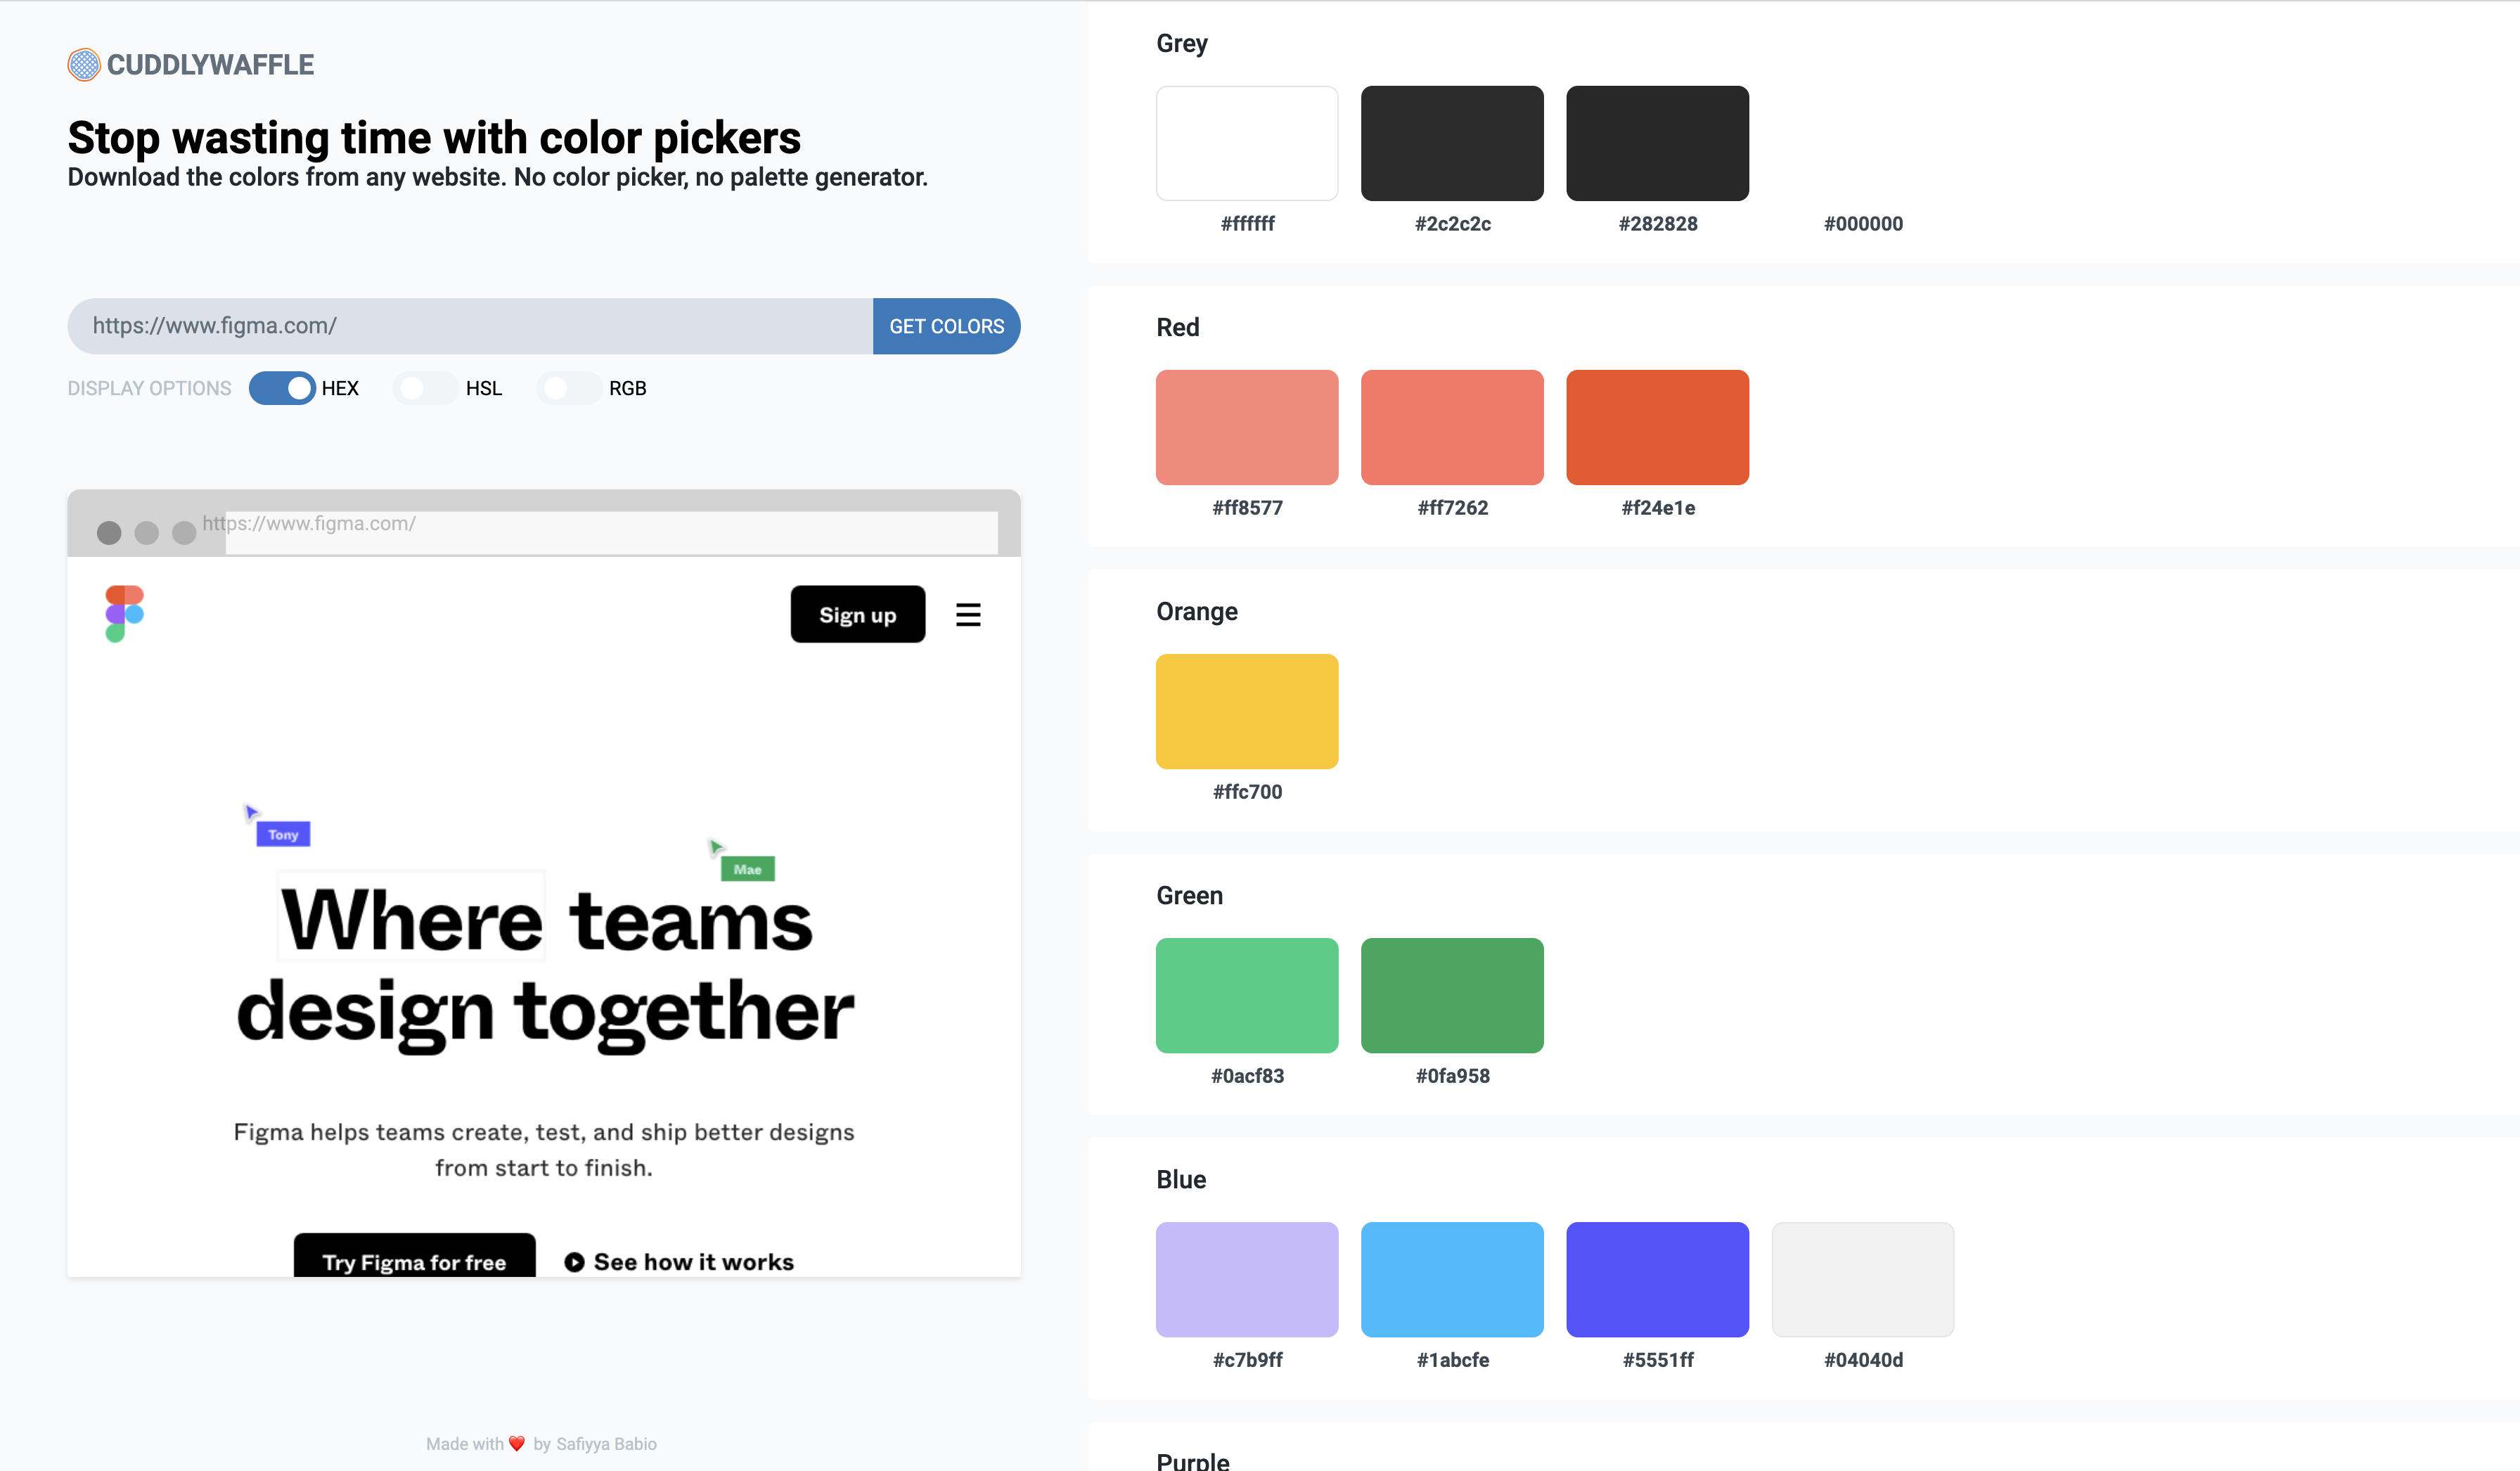 CUDDLYWAFFLE
Stop wasting time with color pickers
Download the colors from any website. No color picker, no palette generator.
https://www.figma.com/
GET COLORS
DISPLAY OPTIONS HEX HSL RGB
https://www.figma.com/
Sign up
Tony
Mae
Where teams
design together
Figma helps teams create, test, and ship better designs
from start to finish.
Try Figma for free See how it works
Made with ❤️ by Safiyya Babio
Grey
#ffffff #2c2c2c #282828 #000000
Red
#ff8577 #ff7262 #f24e1e
Orange
#ffc700
Green
#0acf83 #0fa958
Blue
#c7b9ff #1abcfe #5551ff #04040d
Purple